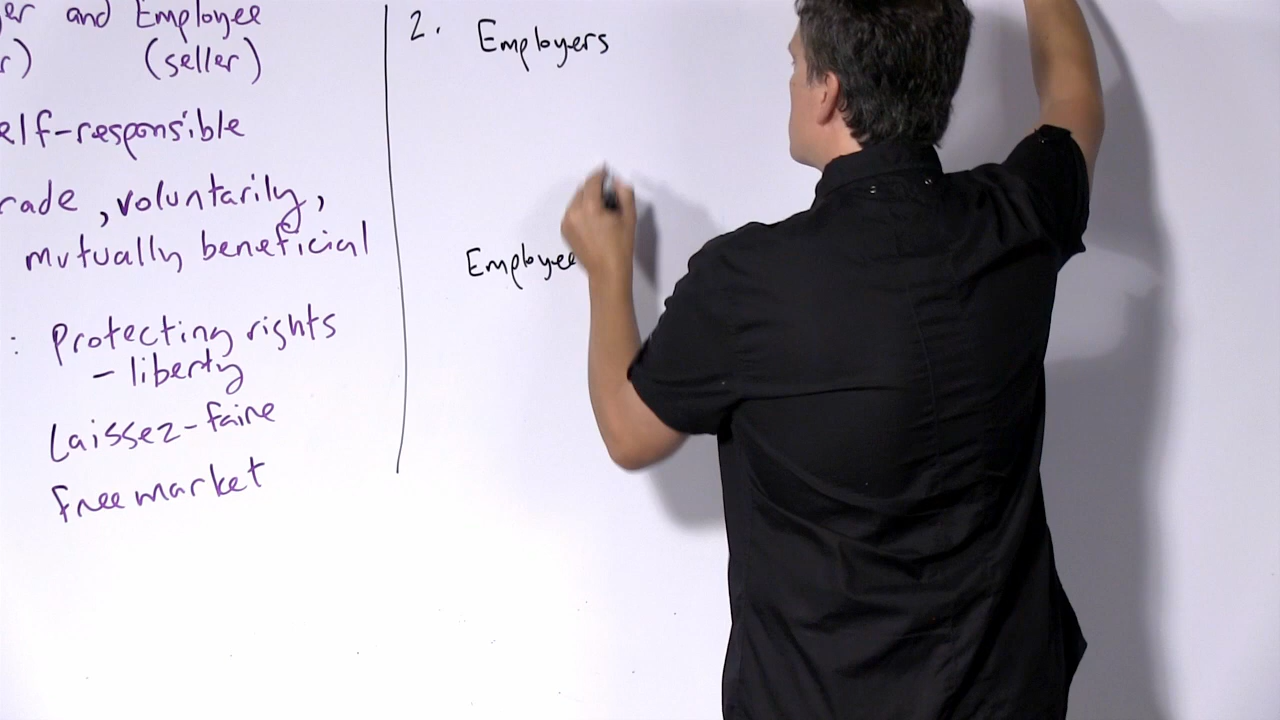 er and Employee
r) (seller)
elf-responsible
rade, voluntarily,
mutually beneficial
: Protecting rights
- liberty
Laissez-faire
free market
2. Employers
Employee